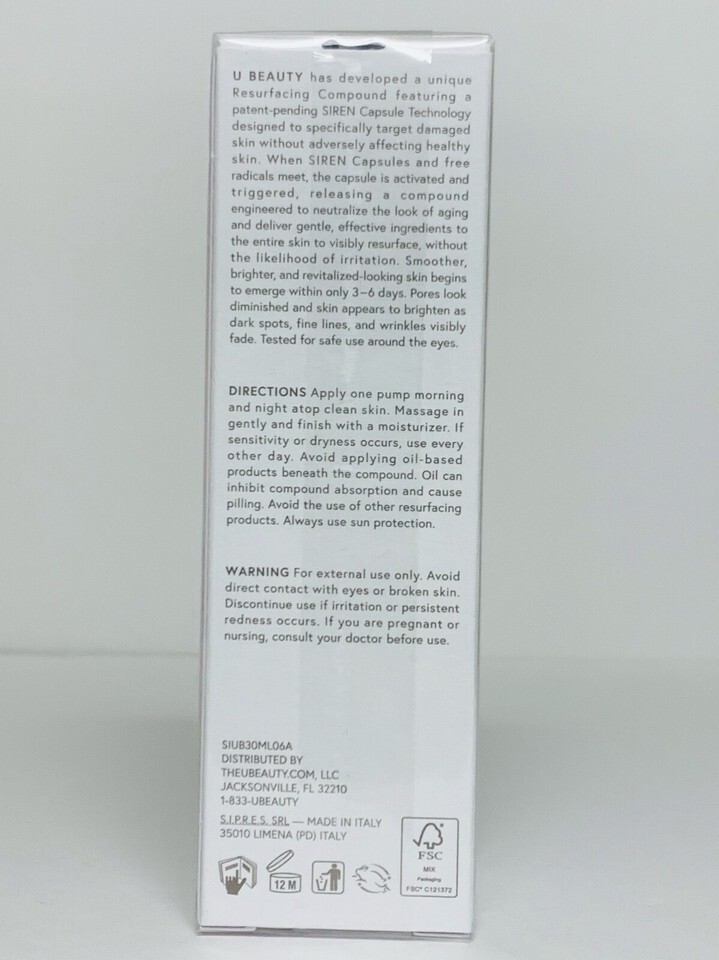 U BEAUTY has developed a unique
Resurfacing Compound featuring a
patent-pending SIREN Capsule Technology
designed to specifically target damaged
skin without adversely affecting healthy
skin. When SIREN Capsules and free
radicals meet, the capsule is activated and
triggered, releasing a compound
engineered to neutralize the look of aging
and deliver gentle, effective ingredients to
the entire skin to visibly resurface, without
the likelihood of irritation. Smoother,
brighter, and revitalized-looking skin begins
to emerge within only 3–6 days. Pores look
diminished and skin appears to brighten as
dark spots, fine lines, and wrinkles visibly
fade. Tested for safe use around the eyes.
DIRECTIONS Apply one pump morning
and night atop clean skin. Massage in
gently and finish with a moisturizer. If
sensitivity or dryness occurs, use every
other day. Avoid applying oil-based
products beneath the compound. Oil can
inhibit compound absorption and cause
pilling. Avoid the use of other resurfacing
products. Always use sun protection.
WARNING For external use only. Avoid
direct contact with eyes or broken skin.
Discontinue use if irritation or persistent
redness occurs. If you are pregnant or
nursing, consult your doctor before use.
SIUB30ML06A
DISTRIBUTED BY
THEUBEAUTY.COM, LLC
JACKSONVILLE, FL 32210
1-833-UBEAUTY
S.I.P.R.E.S. SRL — MADE IN ITALY
35010 LIMENA (PD) ITALY
12 M
FSC
MIX
Packaging
FSC® C121372